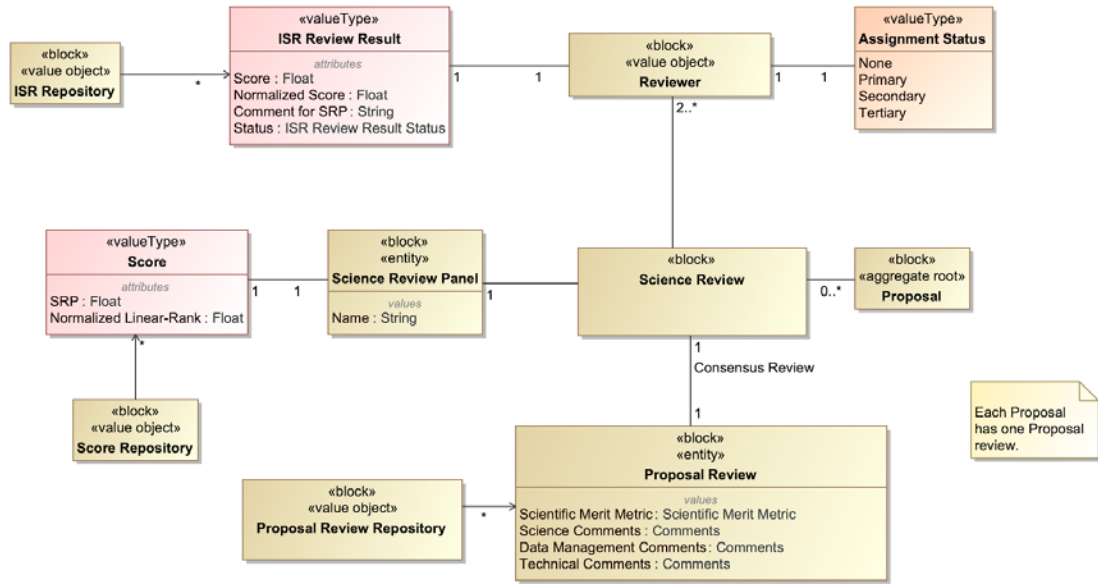 «block»
«value object»
ISR Repository
*
«valueType»
ISR Review Result
attributes
Score : Float
Normalized Score : Float
Comment for SRP : String
Status : ISR Review Result Status
1
1
«block»
«value object»
Reviewer
2..*
1
1
«valueType»
Assignment Status
None
Primary
Secondary
Tertiary
«valueType»
Score
attributes
SRP : Float
Normalized Linear-Rank : Float
1
1
«block»
«entity»
Science Review Panel
values
Name : String
1
«block»
Science Review
0..*
«block»
«aggregate root»
Proposal
*
«block»
«value object»
Score Repository
1
Consensus Review
1
Each Proposal
has one Proposal
review.
«block»
«value object»
Proposal Review Repository
*
«block»
«entity»
Proposal Review
values
Scientific Merit Metric : Scientific Merit Metric
Science Comments : Comments
Data Management Comments : Comments
Technical Comments : Comments